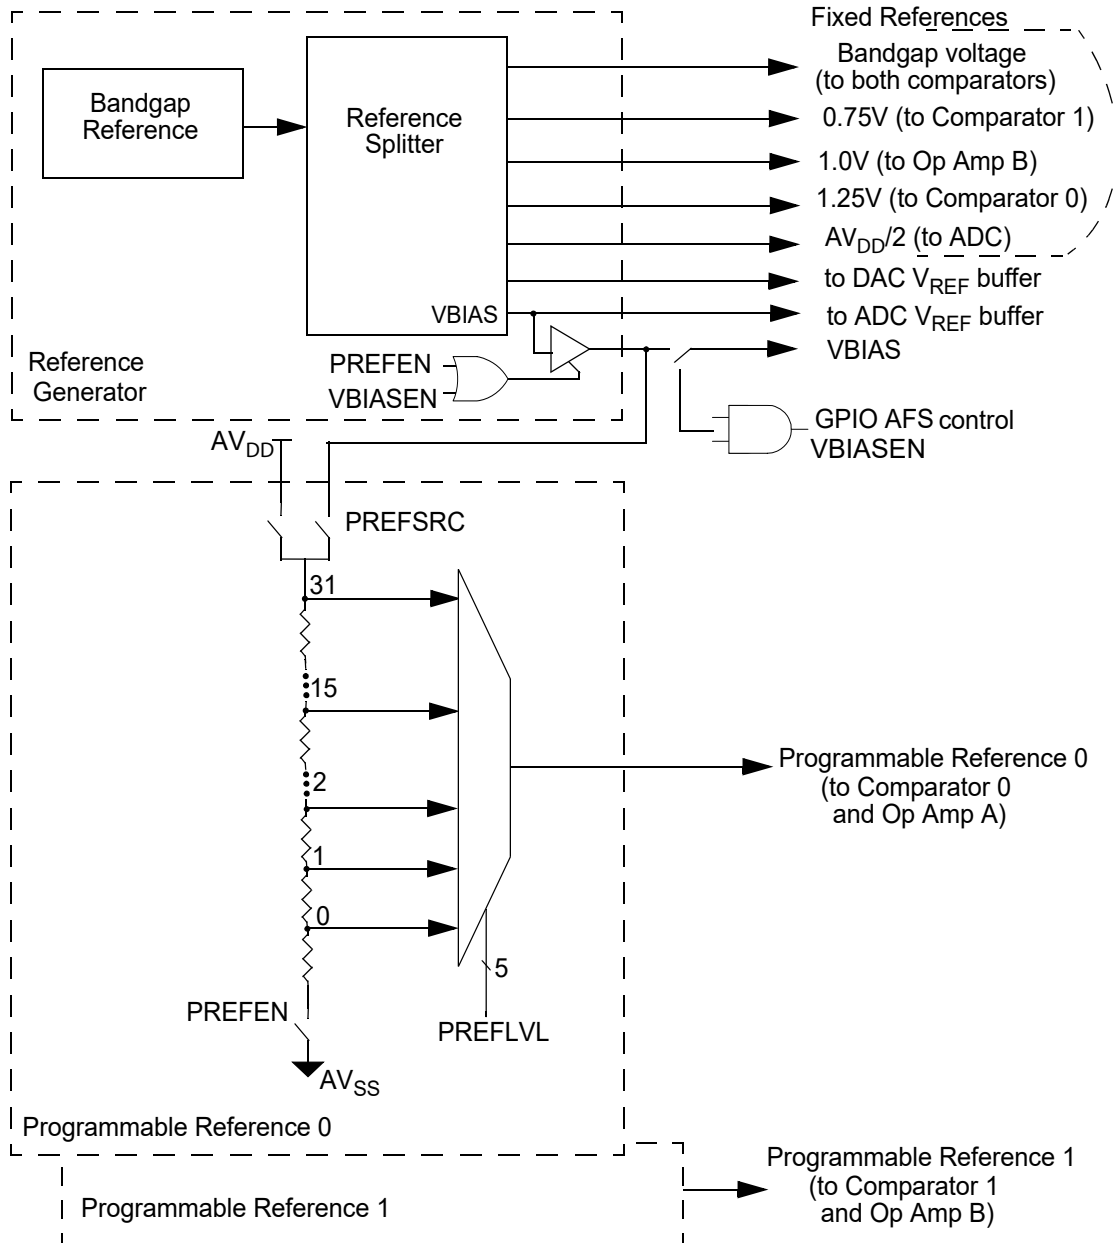 Fixed References
Bandgap voltage
(to both comparators)
0.75V (to Comparator 1)
1.0V (to Op Amp B)
1.25V (to Comparator 0)
AVDD/2 (to ADC)
to DAC VREF buffer
to ADC VREF buffer
VBIAS
Bandgap
Reference
Reference
Splitter
VBIAS
PREFEN
VBIASEN
Reference
Generator
GPIO AFS control
VBIASEN
AVDD
PREFSRC
31
15
2
1
0
5
PREFEN
PREFLVL
AVSS
Programmable Reference 0
Programmable Reference 0
(to Comparator 0
and Op Amp A)
Programmable Reference 1
Programmable Reference 1
(to Comparator 1
and Op Amp B)